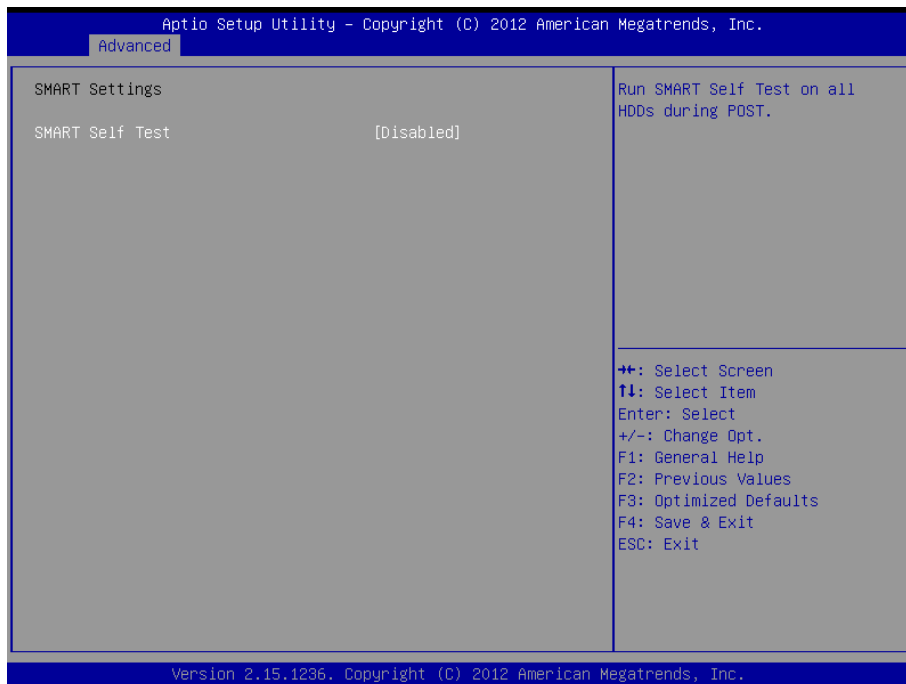 Aptio Setup Utility – Copyright (C) 2012 American Megatrends, Inc.
Advanced
SMART Settings
SMART Self Test [Disabled]
Run SMART Self Test on all
HDDs during POST.
→←: Select Screen
↑↓: Select Item
Enter: Select
+/-: Change Opt.
F1: General Help
F2: Previous Values
F3: Optimized Defaults
F4: Save & Exit
ESC: Exit
Version 2.15.1236. Copyright (C) 2012 American Megatrends, Inc.